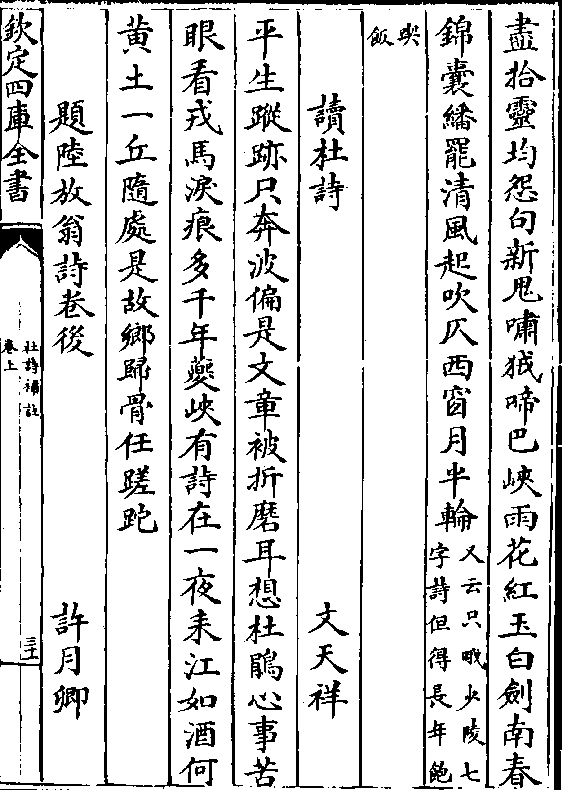 盡拾靈均怨句新鬼嘯狨啼巴峽雨花紅玉白劍南春
錦囊繙罷清風起吹仄西窗月半輪又云只哦少陵七
字詩但得長年飽
喫
飯
讀杜詩
文天祥
平生蹤跡只奔波偏是文章被折磨耳想杜鵑心事苦
眼看戎馬淚痕多千年夔峽有詩在一夜耒江如酒何
黄土一丘隨處是故鄉歸骨任蹉跎
題陸放翁詩卷後
許月卿
欽定四庫全書
杜詩補註
卷上